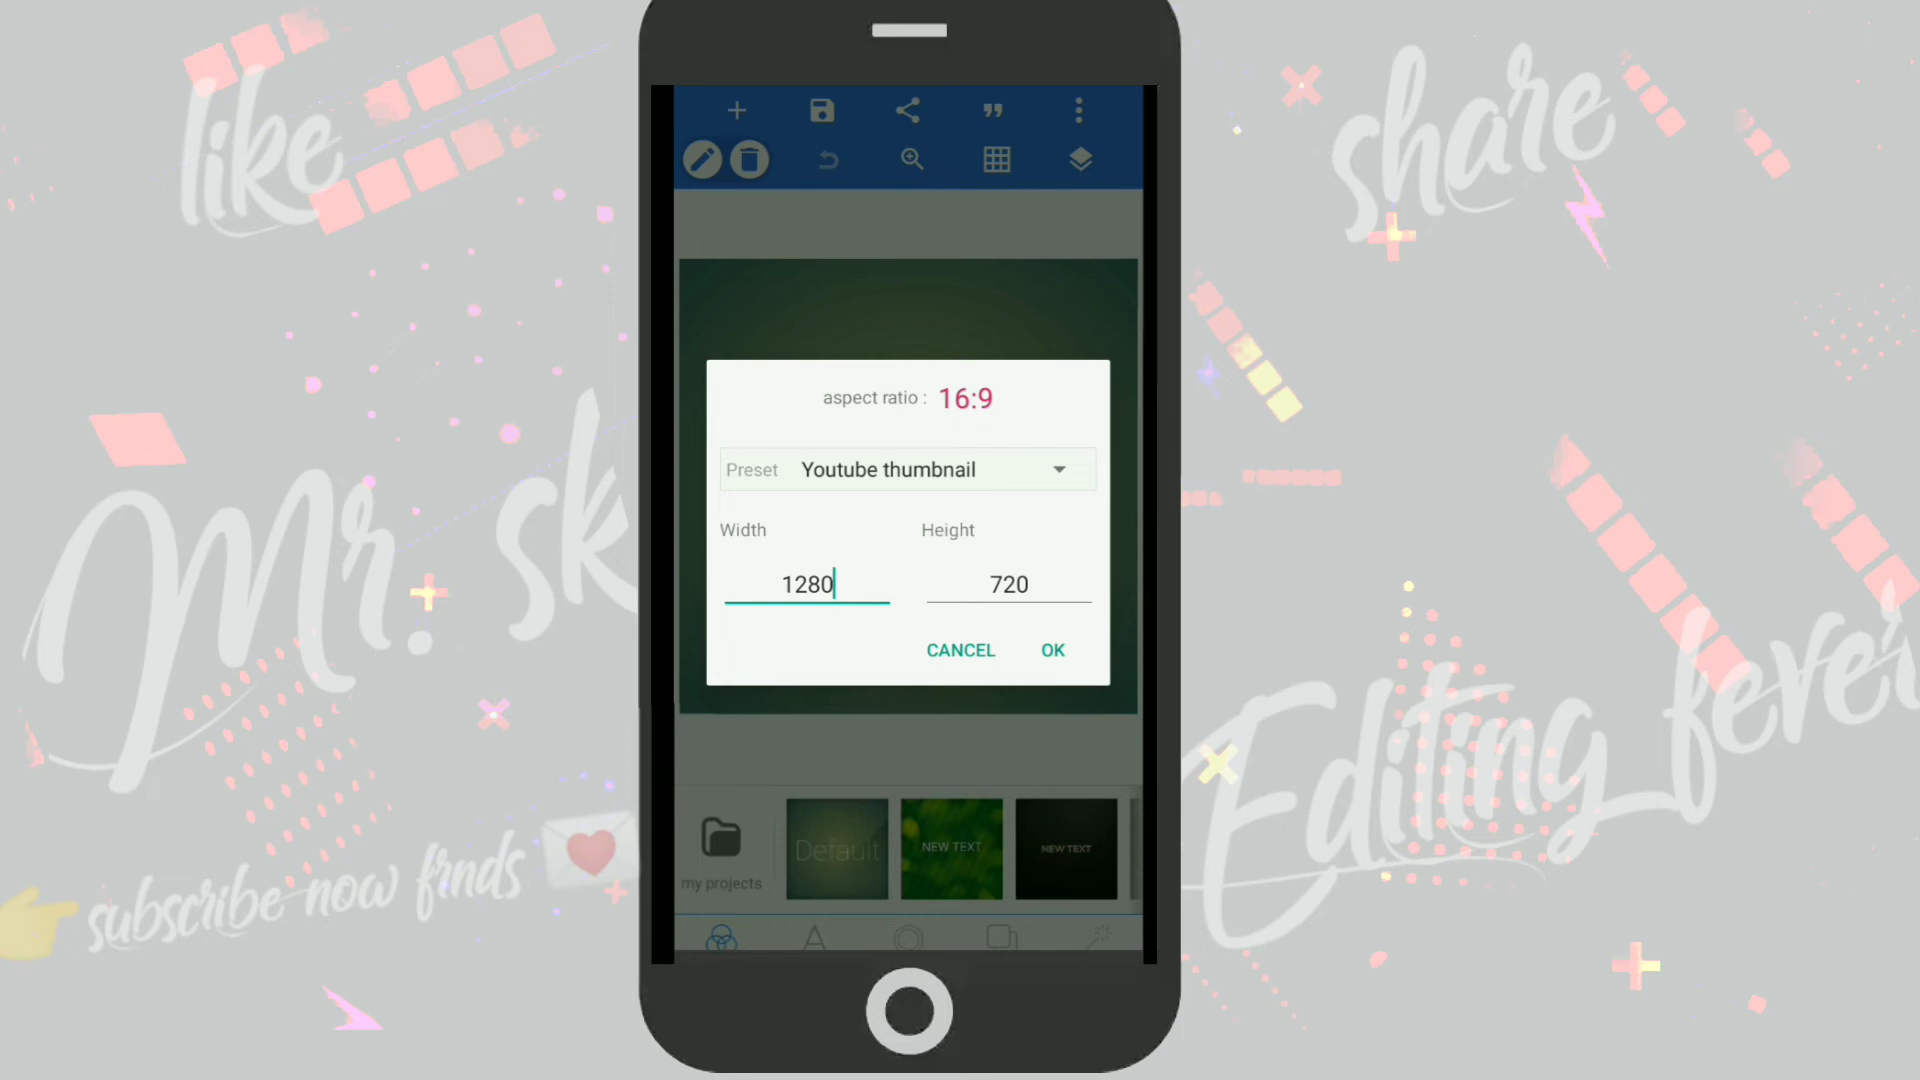 like
share
Mr. sk
Editing fever
subscribe now frnds
aspect ratio : 16:9
Preset Youtube thumbnail
Width Height
1280 720
CANCEL OK
my projects
Default
NEW TEXT
NEW TEXT